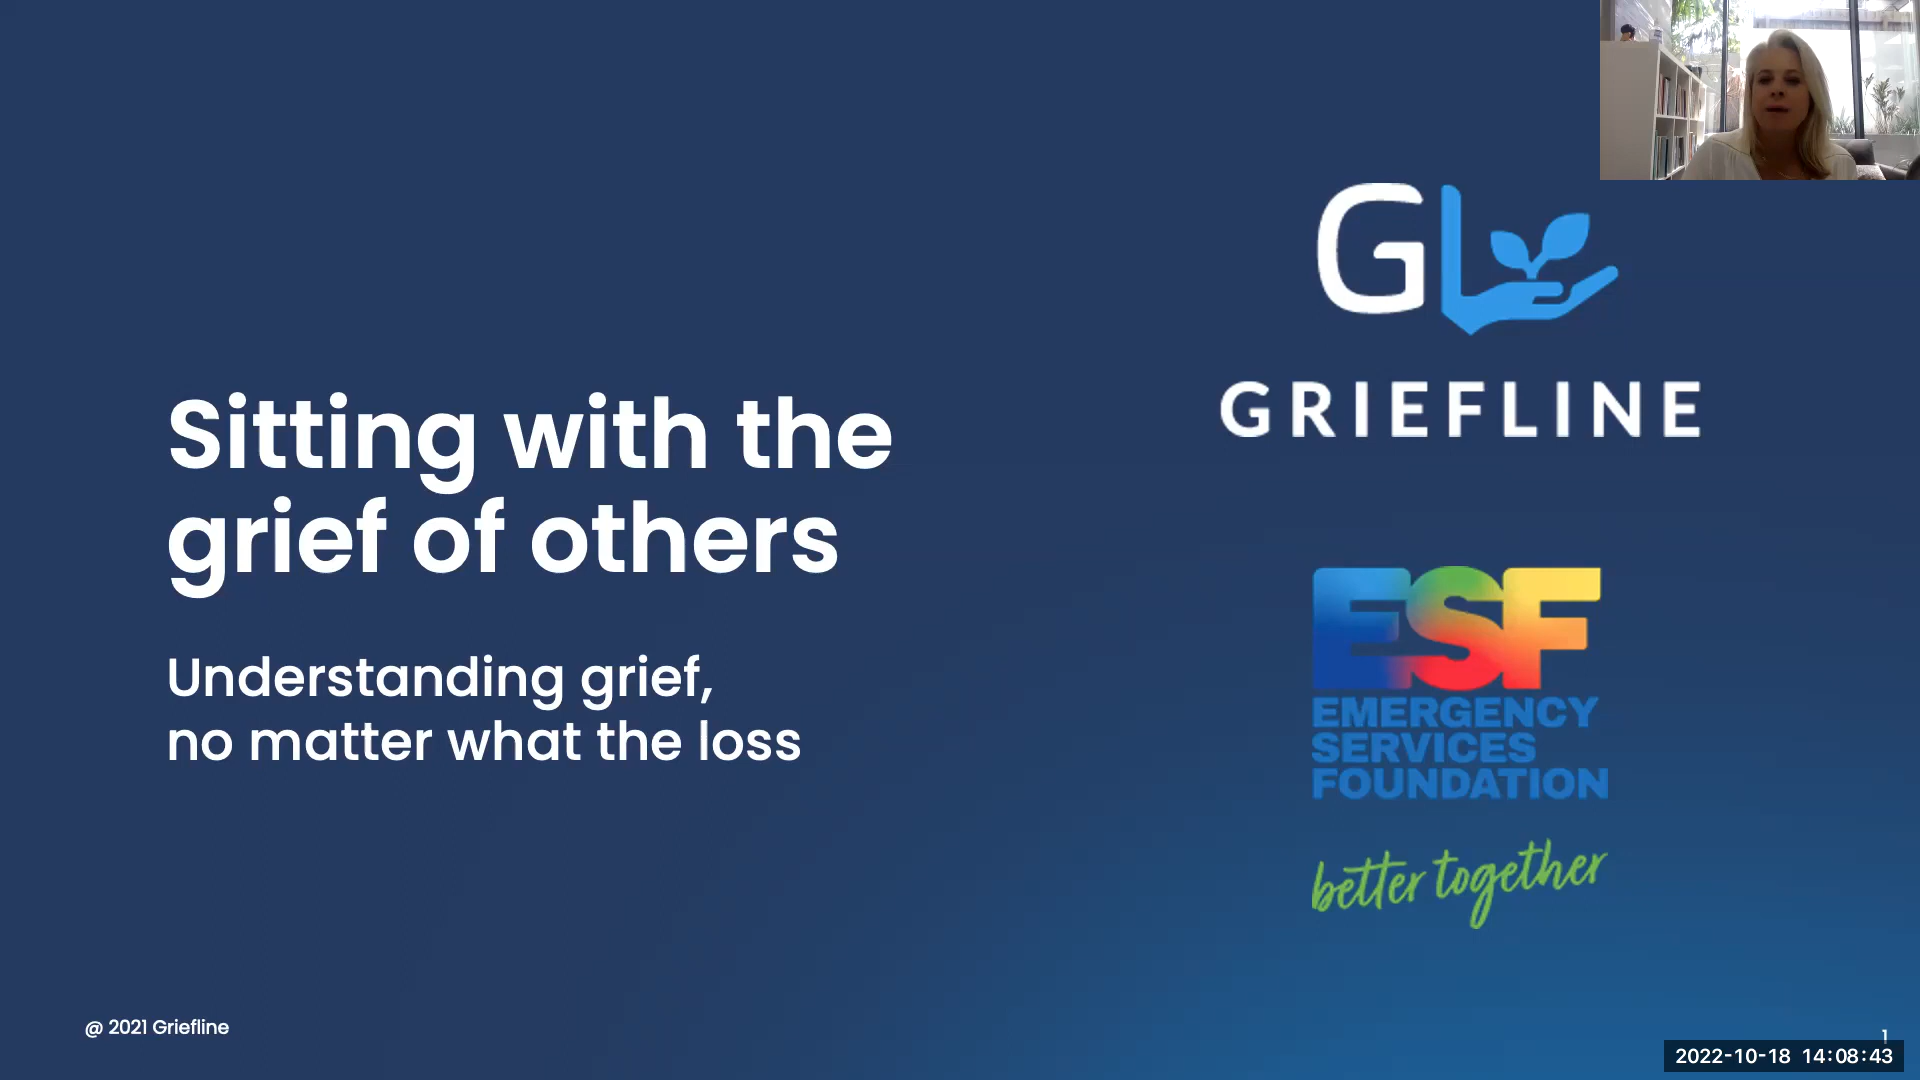 Sitting with the
grief of others
Understanding grief,
no matter what the loss
GL
GRIEFLINE
ESF
EMERGENCY
SERVICES
FOUNDATION
better together
@ 2021 Griefline
1
2022-10-18 14:08:43